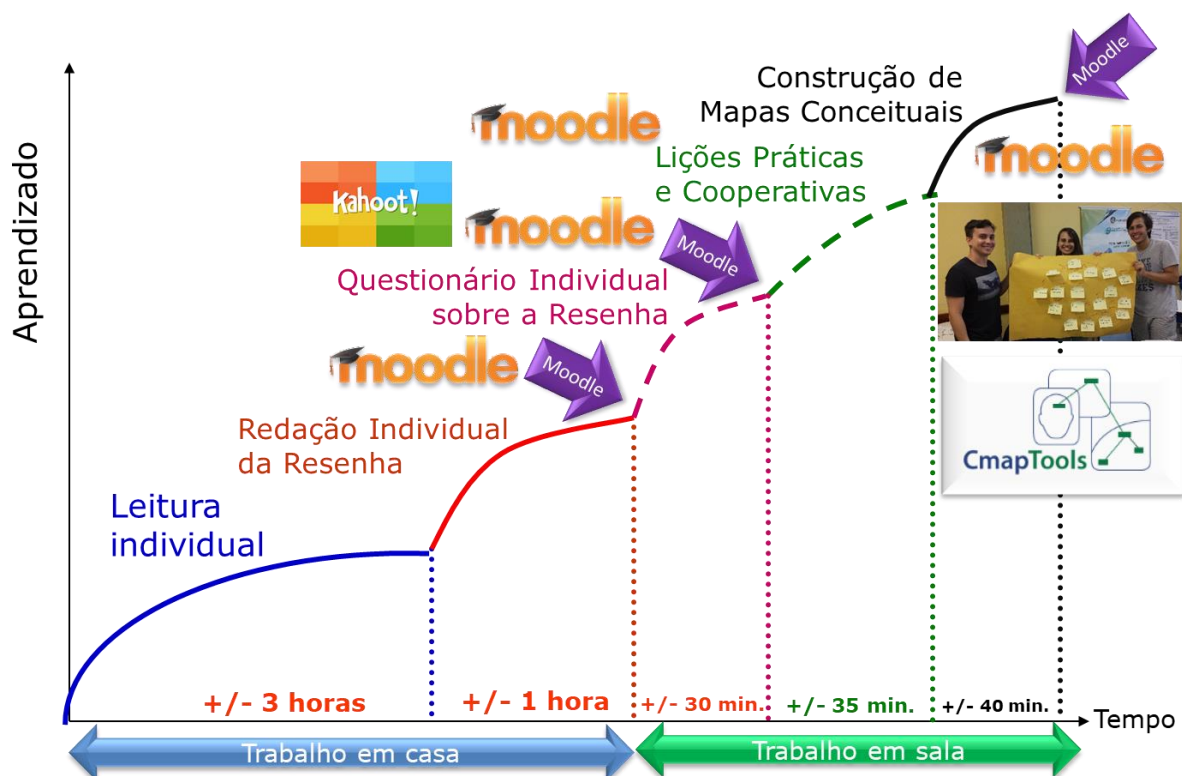 Aprendizado
Moodle
Construção de
Mapas Conceituais
moodle
moodle
Lições Práticas
e Cooperativas
Kahoot!
moodle
Moodle
Questionário Individual
sobre a Resenha
moodle
Moodle
Redação Individual
da Resenha
CmapTools
Leitura
individual
+/- 3 horas
+/- 1 hora
+/- 30 min.
+/- 35 min.
+/- 40 min.
Tempo
Trabalho em casa
Trabalho em sala